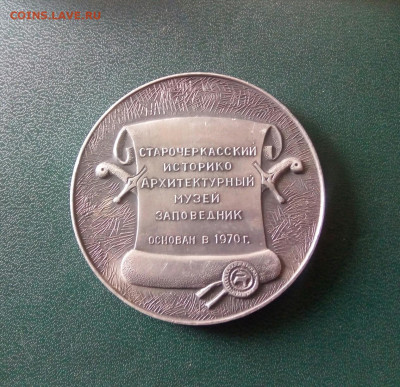 COINS.LAVE.RU
СТАРОЧЕРКАССКИЙ
ИСТОРИКО
АРХИТЕКТУРНЫЙ
МУЗЕЙ
ЗАПОВЕДНИК
ОСНОВАН В 1970 г.